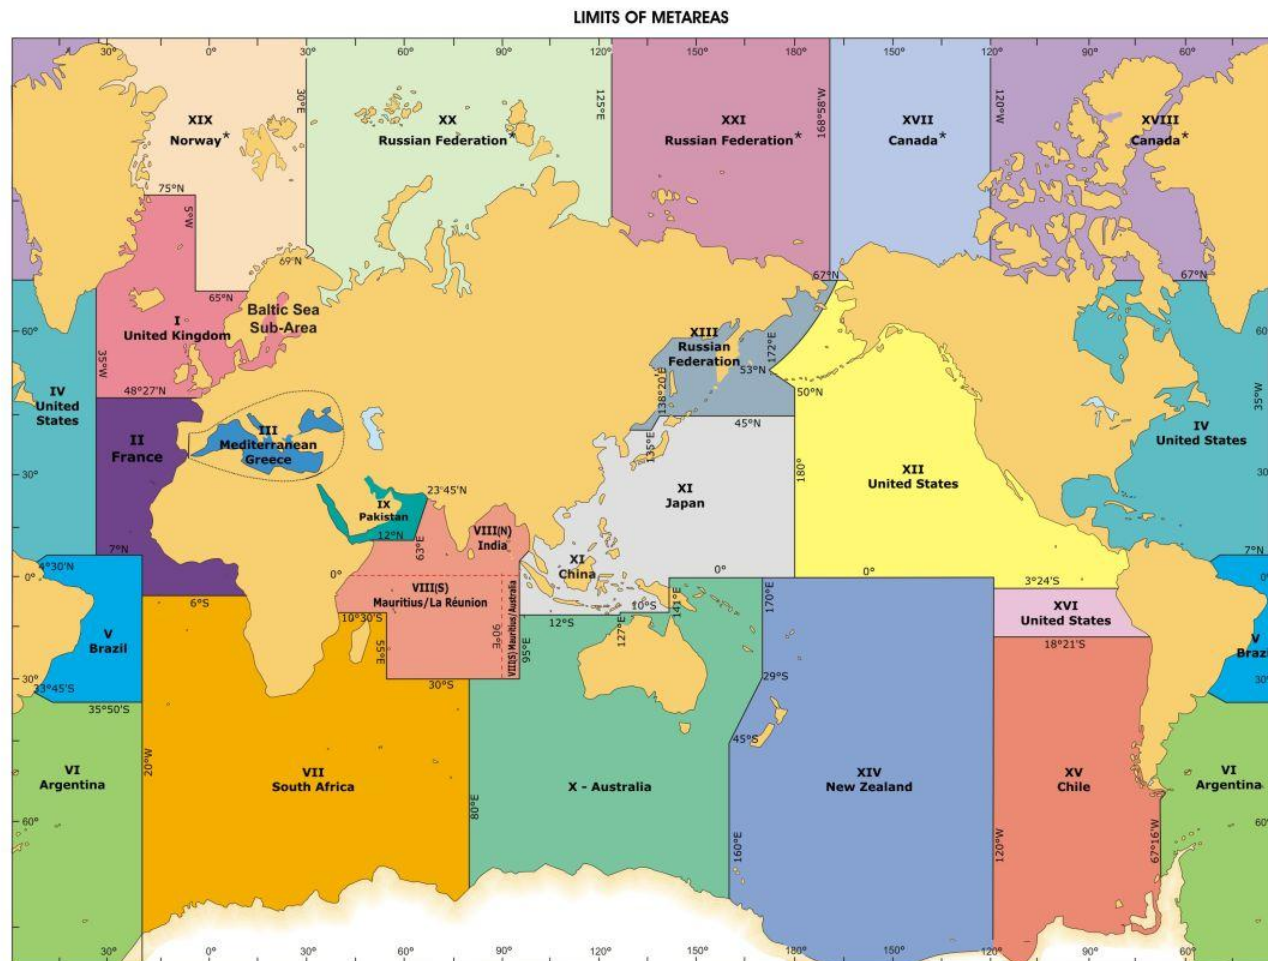 LIMITS OF METAREAS
30° 0° 30° 60° 90° 120° 150° 180° 150° 120° 90° 60°
XIX
Norway*
30°E
XX
Russian Federation*
125°E
XXI
Russian Federation*
168°58'W
XVII
Canada*
120°W
XVIII
Canada*
75°N
5°W
69°N
65°N
67°N
67°N
Baltic Sea
Sub-Area
I
United Kingdom
35°W
48°27'N
60°
60°
IV
United
States
II
France
III
Mediterranean
Greece
XIII
Russian
Federation
172°E
53°N
138°20'E
50°N
45°N
135°E
180°
35°W
IV
United States
XII
United States
XI
Japan
30°
30°
IX
Pakistan
12°N
23°45'N
63°E
VIII(N)
India
XI
China
7°N
4°30'N
0°
0°
0°
0°
3°24'S
7°N
0°
6°S
VIII(S)
Mauritius/La Réunion
VIII(S) Mauritius/Australia
90°E
95°E
10°30'S
55°E
30°S
12°S
127°E
10°S
141°E
170°E
XVI
United States
18°21'S
V
Brazil
V
Brazi
30°
33°45'S
35°50'S
30°
29°S
45°S
VI
Argentina
20°W
VII
South Africa
80°E
X - Australia
160°E
XIV
New Zealand
120°W
XV
Chile
67°16'W
VI
Argentina
60°
60°
30° 0° 30° 60° 90° 120° 150° 180° 150° 120° 90° 60°